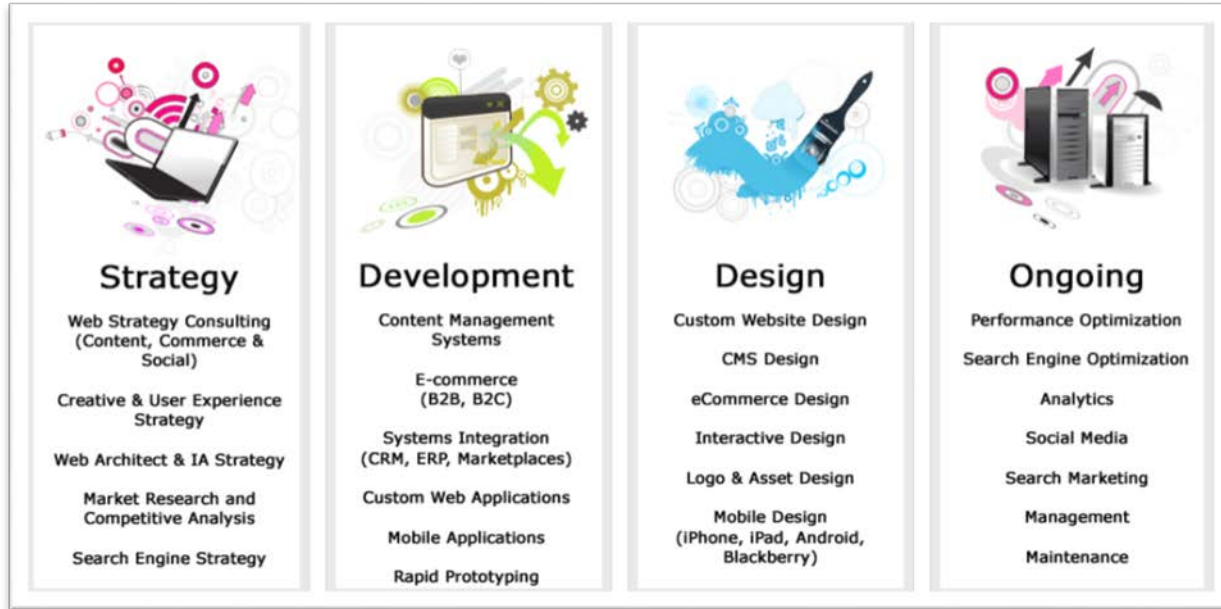 Strategy
Web Strategy Consulting
(Content, Commerce &
Social)
Creative & User Experience
Strategy
Web Architect & IA Strategy
Market Research and
Competitive Analysis
Search Engine Strategy
Development
Content Management
Systems
E-commerce
(B2B, B2C)
Systems Integration
(CRM, ERP, Marketplaces)
Custom Web Applications
Mobile Applications
Rapid Prototyping
Design
Custom Website Design
CMS Design
eCommerce Design
Interactive Design
Logo & Asset Design
Mobile Design
(iPhone, iPad, Android,
Blackberry)
Ongoing
Performance Optimization
Search Engine Optimization
Analytics
Social Media
Search Marketing
Management
Maintenance